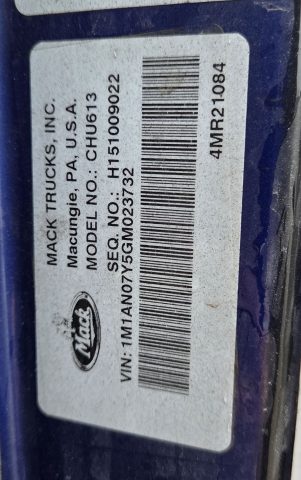 MACK TRUCKS, INC.
Macungie, PA, U.S.A.
MODEL NO.: CHU613
SEQ. NO.: H151009022
Mack
VIN: 1M1AN07Y5GM023732
4MR21084